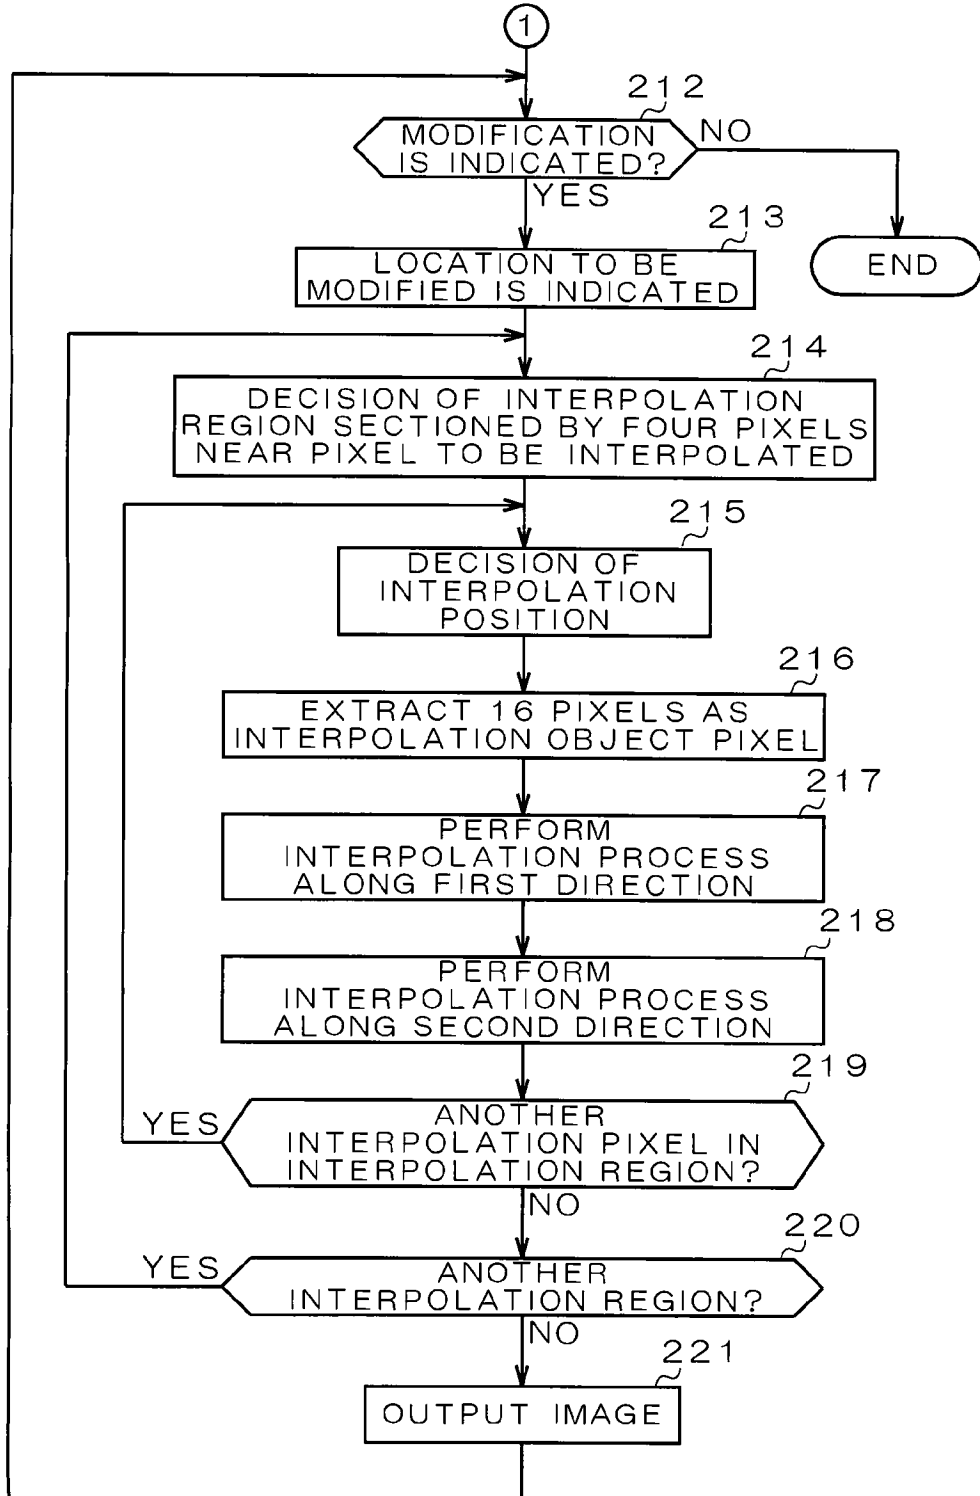 1
212
MODIFICATION
IS INDICATED?
NO
YES
END
213
LOCATION TO BE
MODIFIED IS INDICATED
214
DECISION OF INTERPOLATION
REGION SECTIONED BY FOUR PIXELS
NEAR PIXEL TO BE INTERPOLATED
215
DECISION OF
INTERPOLATION
POSITION
216
EXTRACT 16 PIXELS AS
INTERPOLATION OBJECT PIXEL
217
PERFORM
INTERPOLATION PROCESS
ALONG FIRST DIRECTION
218
PERFORM
INTERPOLATION PROCESS
ALONG SECOND DIRECTION
219
YES
ANOTHER
INTERPOLATION PIXEL IN
INTERPOLATION REGION?
NO
220
YES
ANOTHER
INTERPOLATION REGION?
NO
221
OUTPUT IMAGE